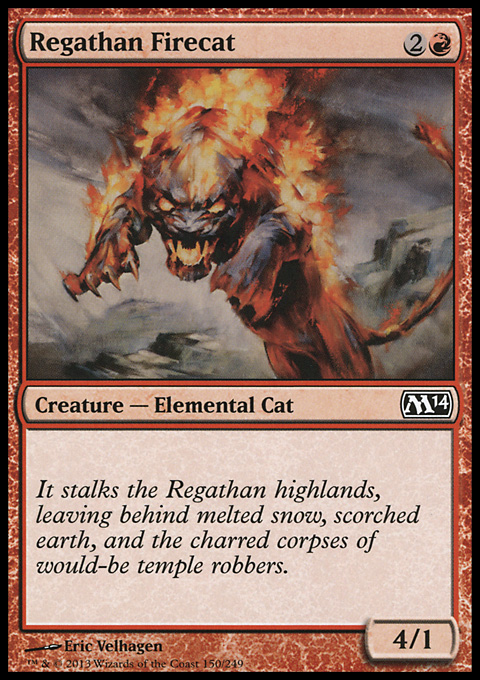 Regathan Firecat
2
Creature — Elemental Cat
M14
It stalks the Regathan highlands,
leaving behind melted snow, scorched
earth, and the charred corpses of
would-be temple robbers.
Eric Velhagen
4/1
™ & © 2013 Wizards of the Coast 150/249